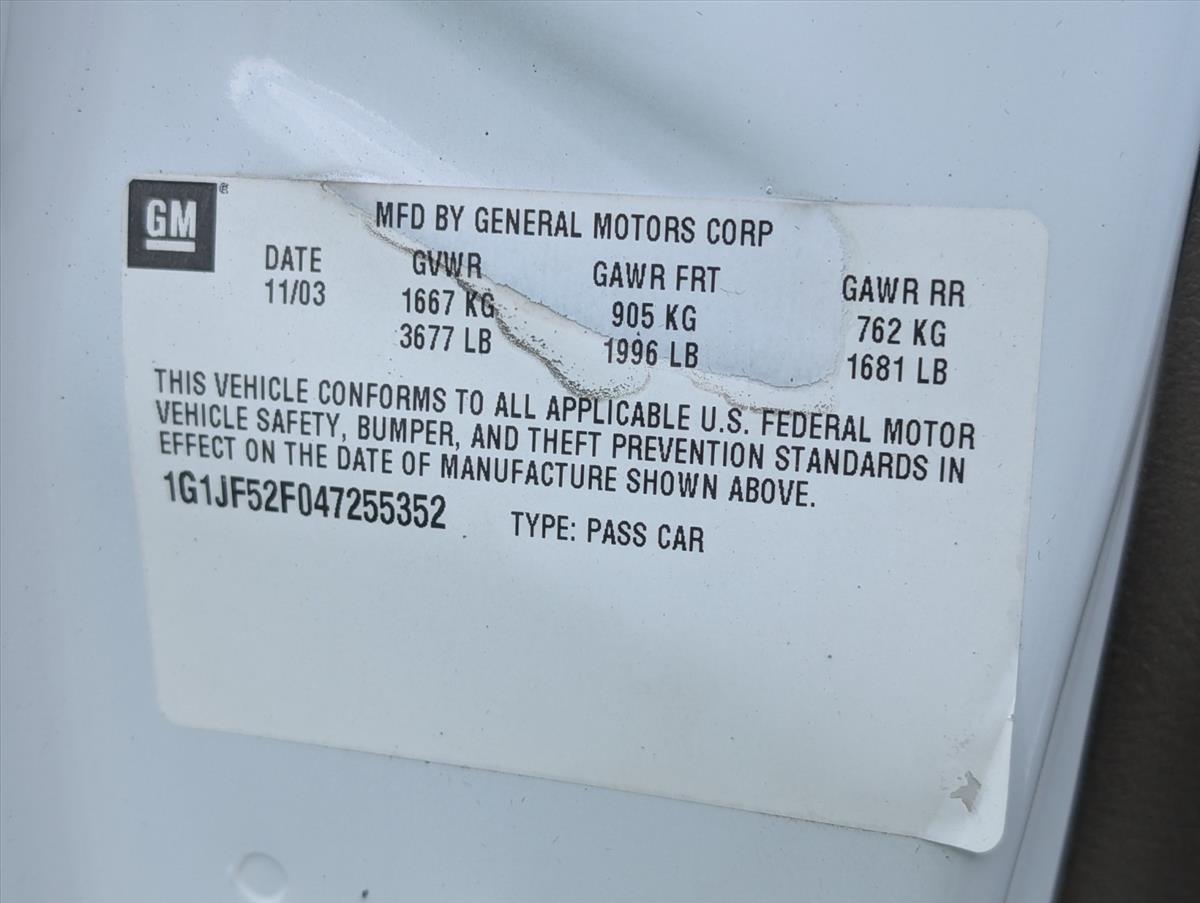 GM ®
MFD BY GENERAL MOTORS CORP
DATE GVWR GAWR FRT GAWR RR
11/03 1667 KG 905 KG 762 KG
3677 LB 1996 LB 1681 LB
THIS VEHICLE CONFORMS TO ALL APPLICABLE U.S. FEDERAL MOTOR
VEHICLE SAFETY, BUMPER, AND THEFT PREVENTION STANDARDS IN
EFFECT ON THE DATE OF MANUFACTURE SHOWN ABOVE.
1G1JF52F047255352 TYPE: PASS CAR